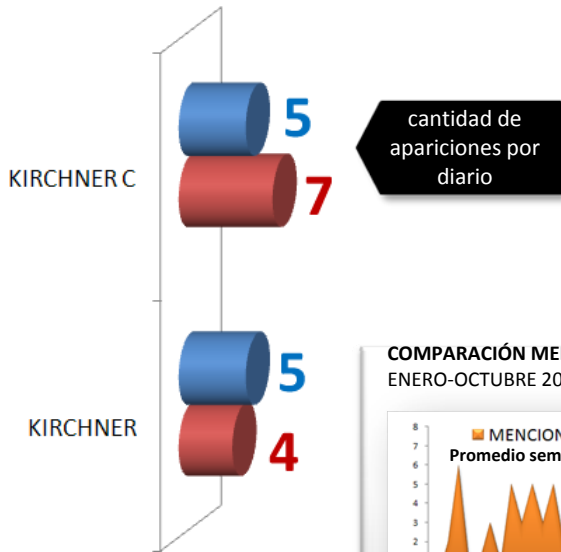 KIRCHNER C
5
7
cantidad de
apariciones por
diario
KIRCHNER
5
4
COMPARACIÓN
ENERO-OCTUBRE
8
7
6
5
4
3
2
Promedio